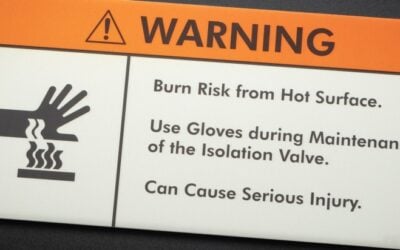 WARNING
Burn Risk from Hot Surface.
Use Gloves during Maintenan
of the Isolation Valve.
Can Cause Serious Injury.